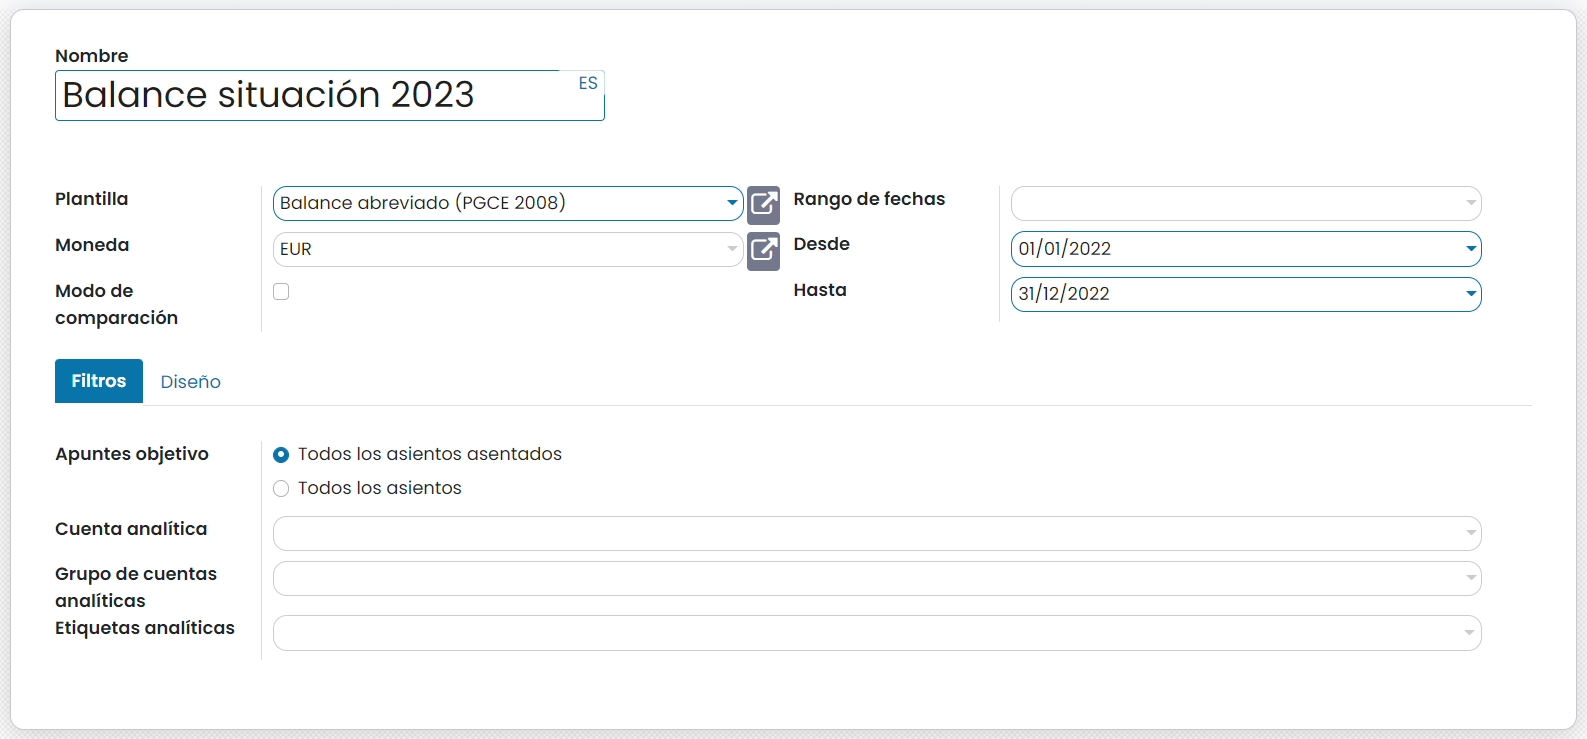 Nombre
Balance situación 2023
ES
Plantilla
Balance abreviado (PGCE 2008)
Rango de fechas
Moneda
EUR
Desde
01/01/2022
Modo de
comparación
Hasta
31/12/2022
Filtros
Diseño
Apuntes objetivo
Todos los asientos asentados
Todos los asientos
Cuenta analítica
Grupo de cuentas
analíticas
Etiquetas analíticas